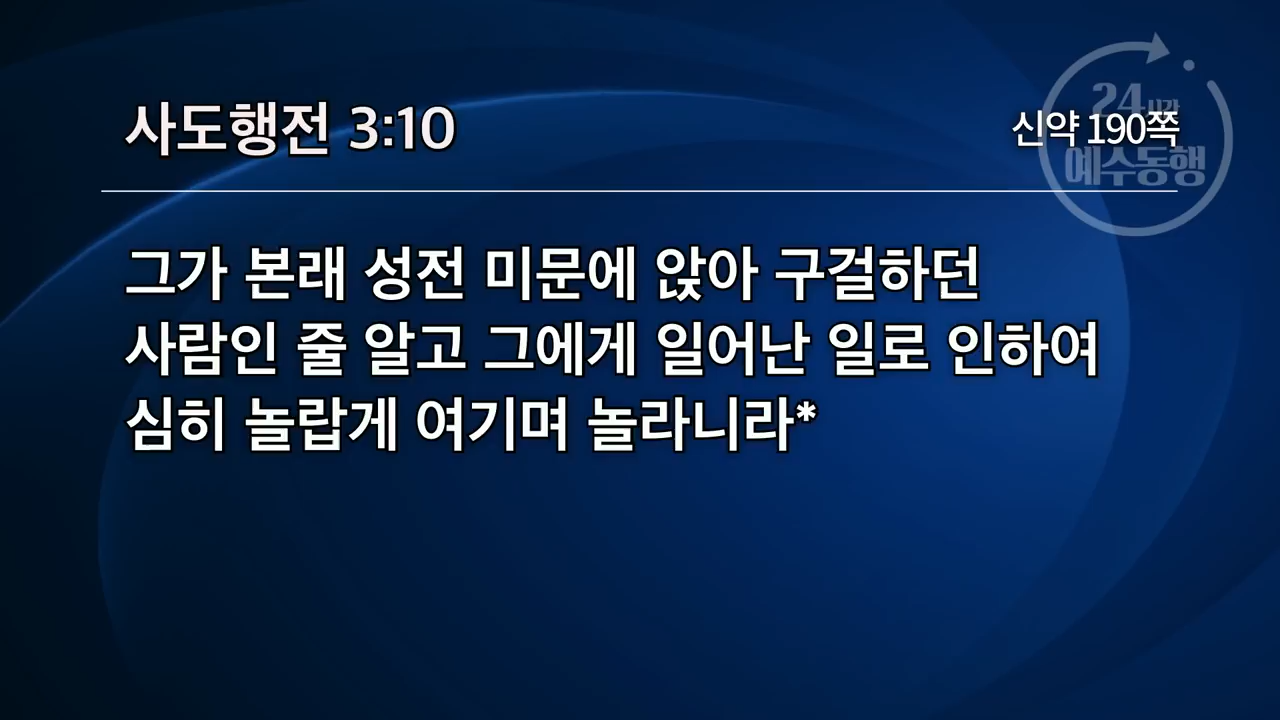 사도행전 3:10
신약 190쪽
24시간
예수동행
그가 본래 성전 미문에 앉아 구걸하던
사람인 줄 알고 그에게 일어난 일로 인하여
심히 놀랍게 여기며 놀라니라*